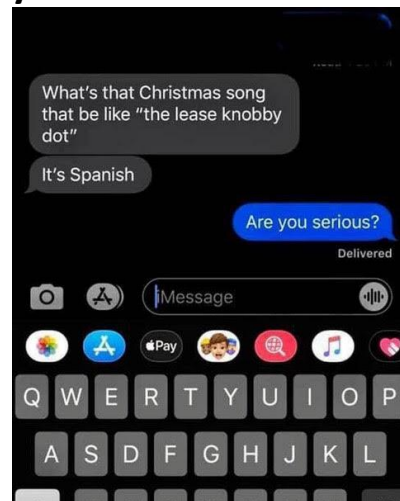 What's that Christmas song
that be like "the lease knobby
dot"
It's Spanish
Are you serious?
Delivered
iMessage
Pay
Q W E R T Y U I O P
A S D F G H J K L